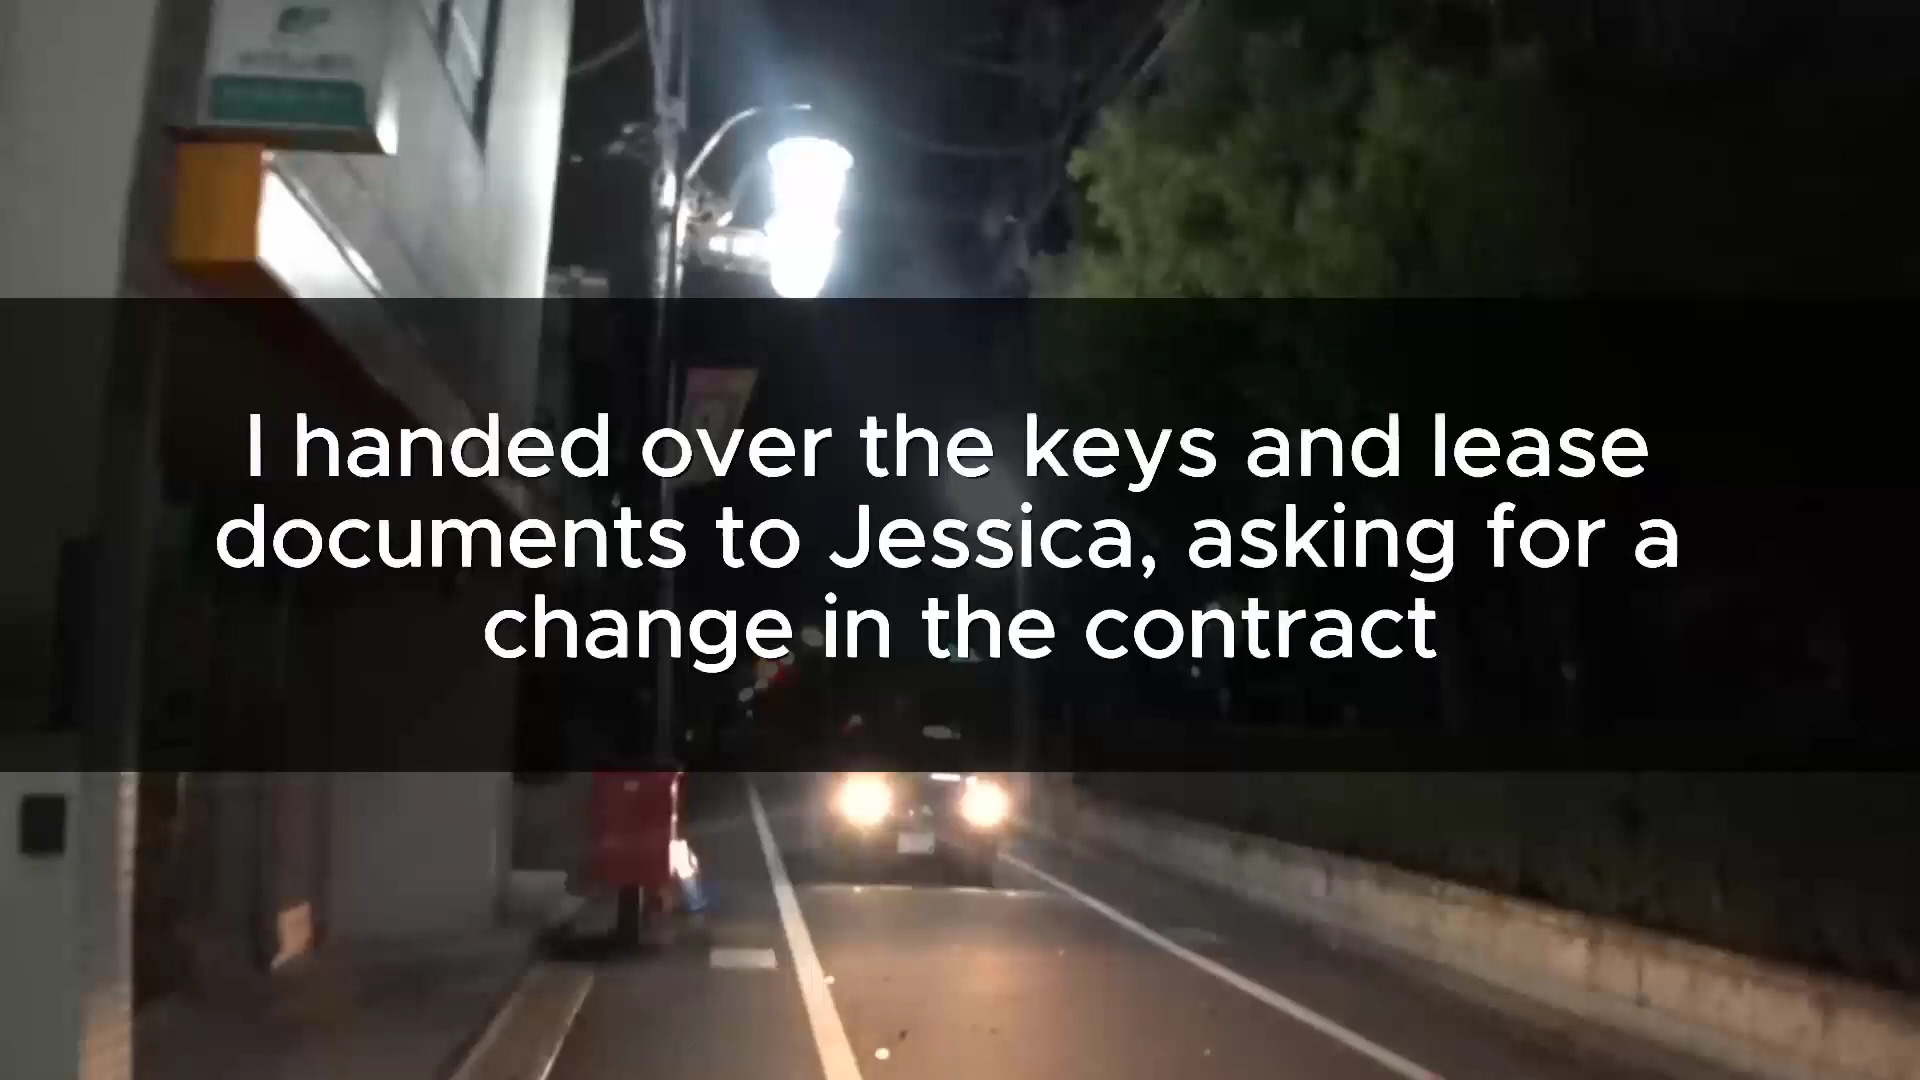 I handed over the keys and lease
documents to Jessica, asking for a
change in the contract